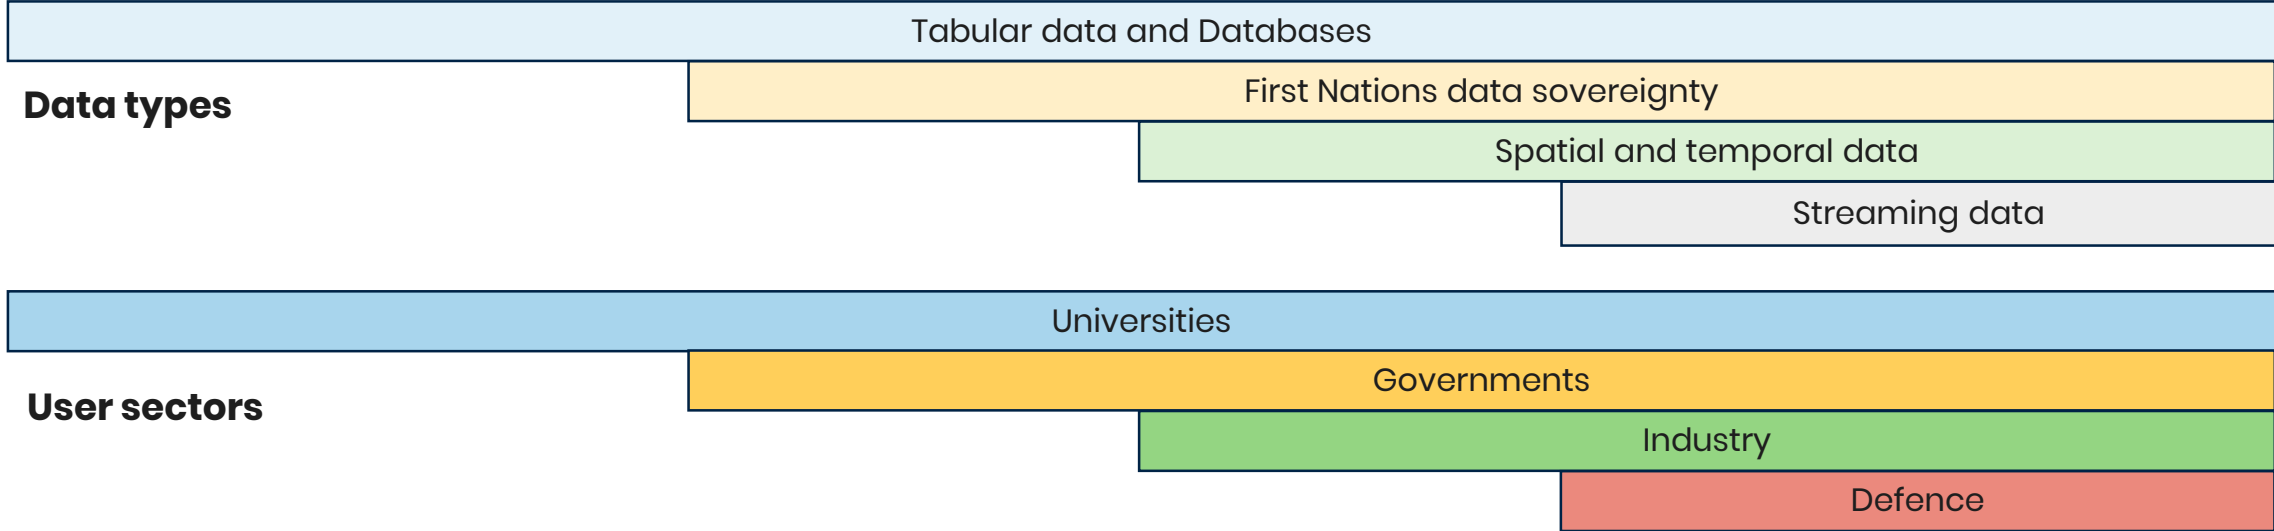 Tabular data and Databases
First Nations data sovereignty
Data types
Spatial and temporal data
Streaming data
Universities
Governments
User sectors
Industry
Defence